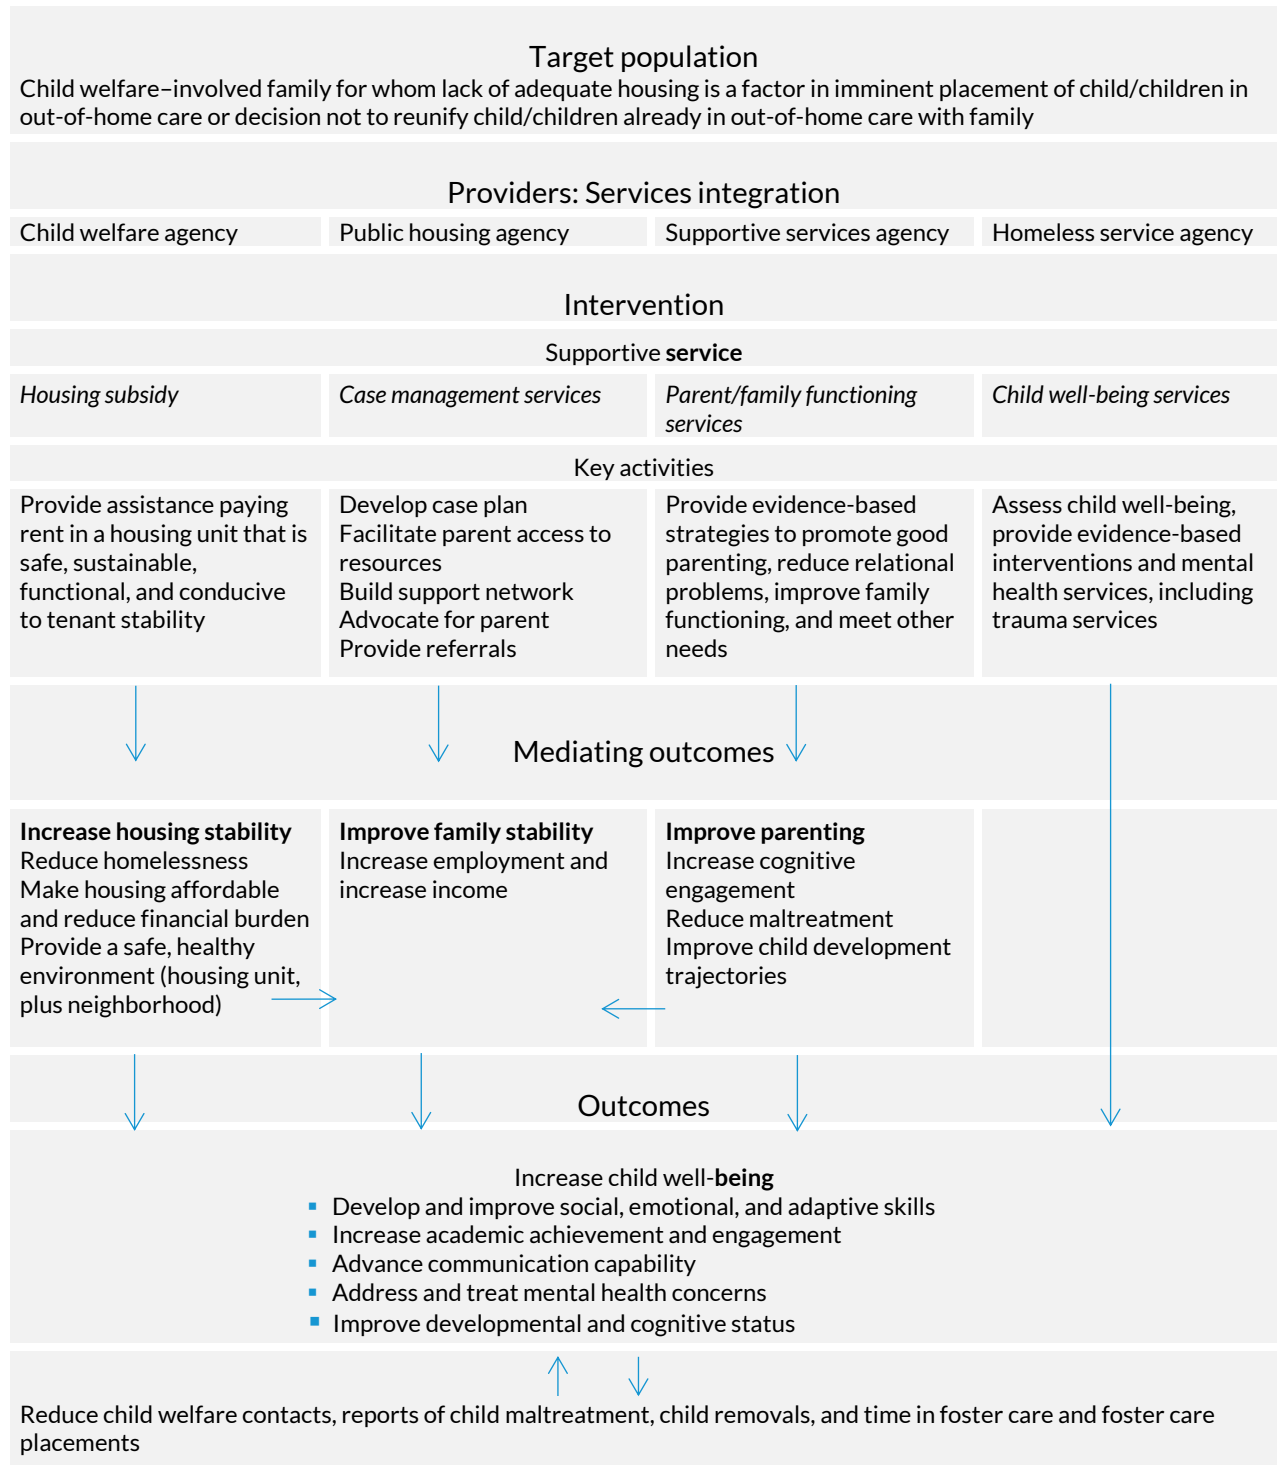 Target population
Child welfare–involved family for whom lack of adequate housing is a factor in imminent placement of child/children in
out-of-home care or decision not to reunify child/children already in out-of-home care with family
Providers: Services integration
Child welfare agency
Public housing agency
Supportive services agency
Homeless service agency
Intervention
Supportive service
Housing subsidy
Case management services
Parent/family functioning
services
Child well-being services
Key activities
Provide assistance paying
rent in a housing unit that is
safe, sustainable,
functional, and conducive
to tenant stability
Develop case plan
Facilitate parent access to
resources
Build support network
Advocate for parent
Provide referrals
Provide evidence-based
strategies to promote good
parenting, reduce relational
problems, improve family
functioning, and meet other
needs
Assess child well-being,
provide evidence-based
interventions and mental
health services, including
trauma services
Mediating outcomes
Increase housing stability
Reduce homelessness
Make housing affordable
and reduce financial burden
Provide a safe, healthy
environment (housing unit,
plus neighborhood)
Improve family stability
Increase employment and
increase income
Improve parenting
Increase cognitive
engagement
Reduce maltreatment
Improve child development
trajectories
Outcomes
Increase child well-being
▪ Develop and improve social, emotional, and adaptive skills
▪ Increase academic achievement and engagement
▪ Advance communication capability
▪ Address and treat mental health concerns
▪ Improve developmental and cognitive status
Reduce child welfare contacts, reports of child maltreatment, child removals, and time in foster care and foster care
placements